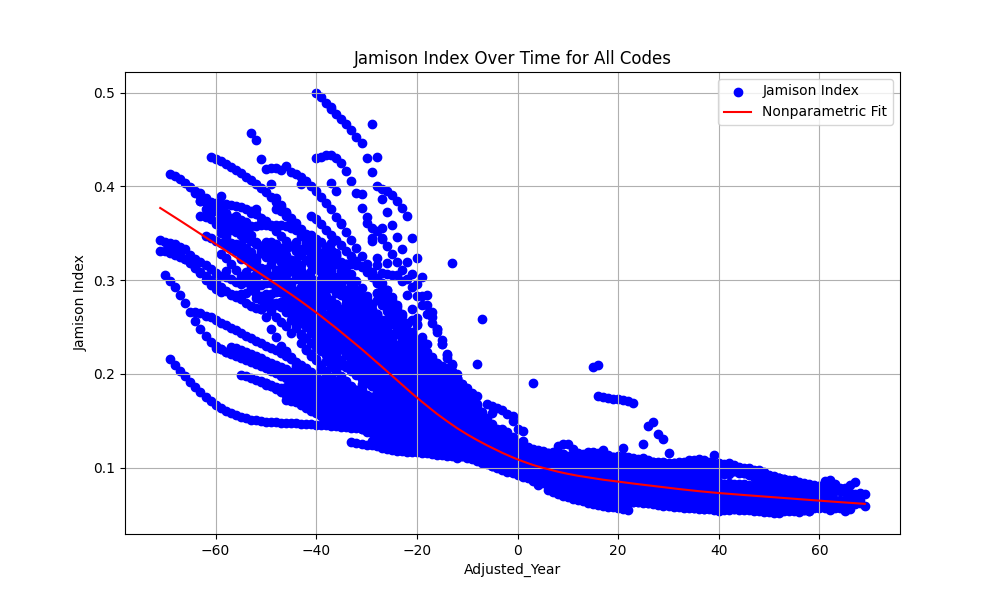 Jamison Index Over Time for All Codes
Jamison Index
Nonparametric Fit
0.5
0.4
0.3
0.2
0.1
Jamison Index
−60
−40
−20
0
20
40
60
Adjusted_Year